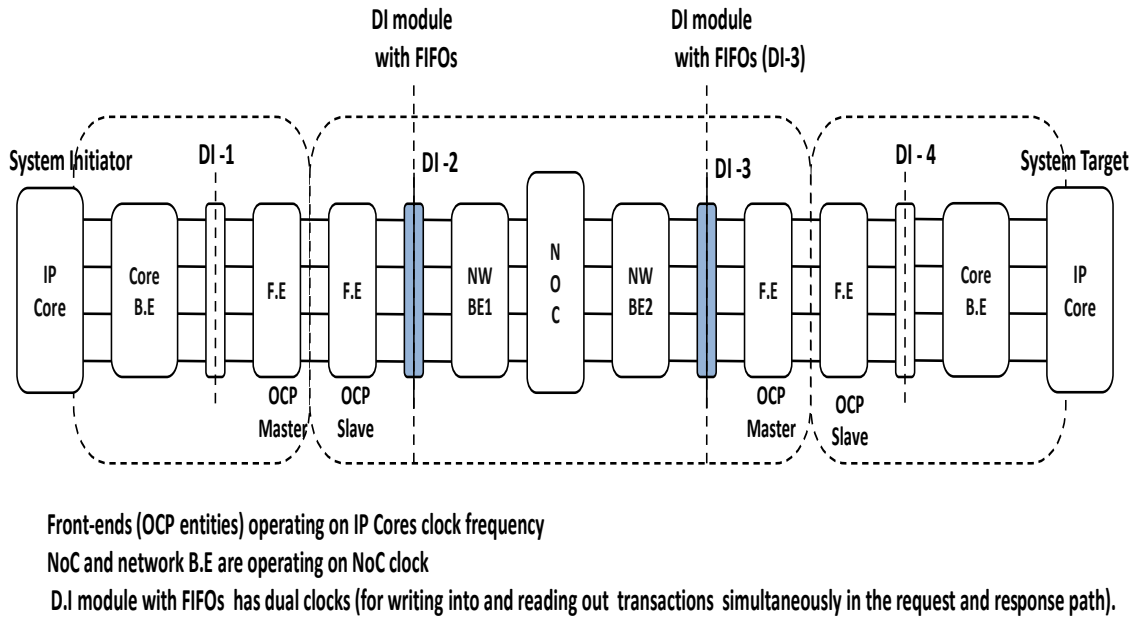 DI module
with FIFOs
DI module
with FIFOs (DI-3)
System Initiator
DI -1
DI -2
DI -3
DI - 4
System Target
IP
Core
Core
B.E
F.E
F.E
NW
BE1
N
O
C
NW
BE2
F.E
F.E
Core
B.E
IP
Core
OCP
Master
OCP
Slave
OCP
Master
OCP
Slave
Front-ends (OCP entities) operating on IP Cores clock frequency
NoC and network B.E are operating on NoC clock
D.I module with FIFOs has dual clocks (for writing into and reading out transactions simultaneously in the request and response path).